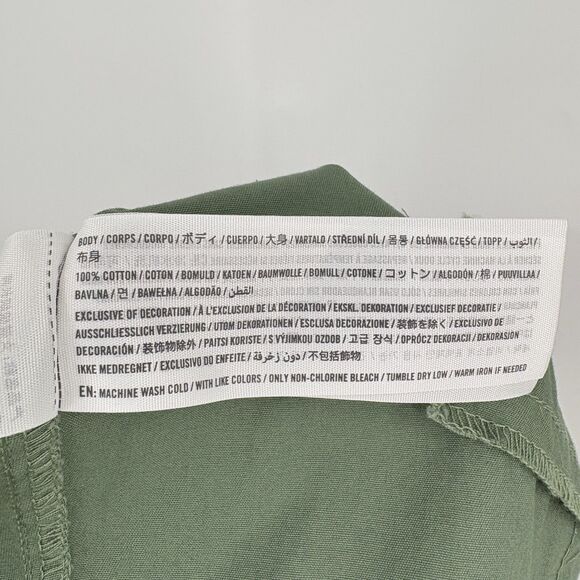 BODY / CORPS / CORPO / ボディ / CUERPO / 大身 / VARTALO / STŘEDNÍ DÍL / 몸통 / GŁÓWNA CZĘŚĆ / TOPP / الثوب /
布身
100% COTTON / COTON / BOMULD / KATOEN / BAUMWOLLE / BOMULL / COTONE / コットン / ALGODÓN / 棉 / PUUVILLAA /
BAVLNA / 면 / BAWEŁNA / ALGODÃO / القطن
EXCLUSIVE OF DECORATION / À L'EXCLUSION DE LA DÉCORATION / EKSKL. DEKORATION / EXCLUSIEF DECORATIE /
AUSSCHLIESSLICH VERZIERUNG / UTOM DEKORATIONEN / ESCLUSA DECORAZIONE / 装飾を除く / EXCLUSIVO DE
DECORACIÓN / 装饰物除外 / PAITSI KORISTE / S VÝJIMKOU OZDOB / 고급 장식 / OPRÓCZ DEKORACJI / DEKORASJON
IKKE MEDREGNET / EXCLUSIVO DO ENFEITE / دون زخرفة / 不包括飾物
EN: MACHINE WASH COLD / WITH LIKE COLORS / ONLY NON-CHLORINE BLEACH / TUMBLE DRY LOW / WARM IRON IF NEEDED